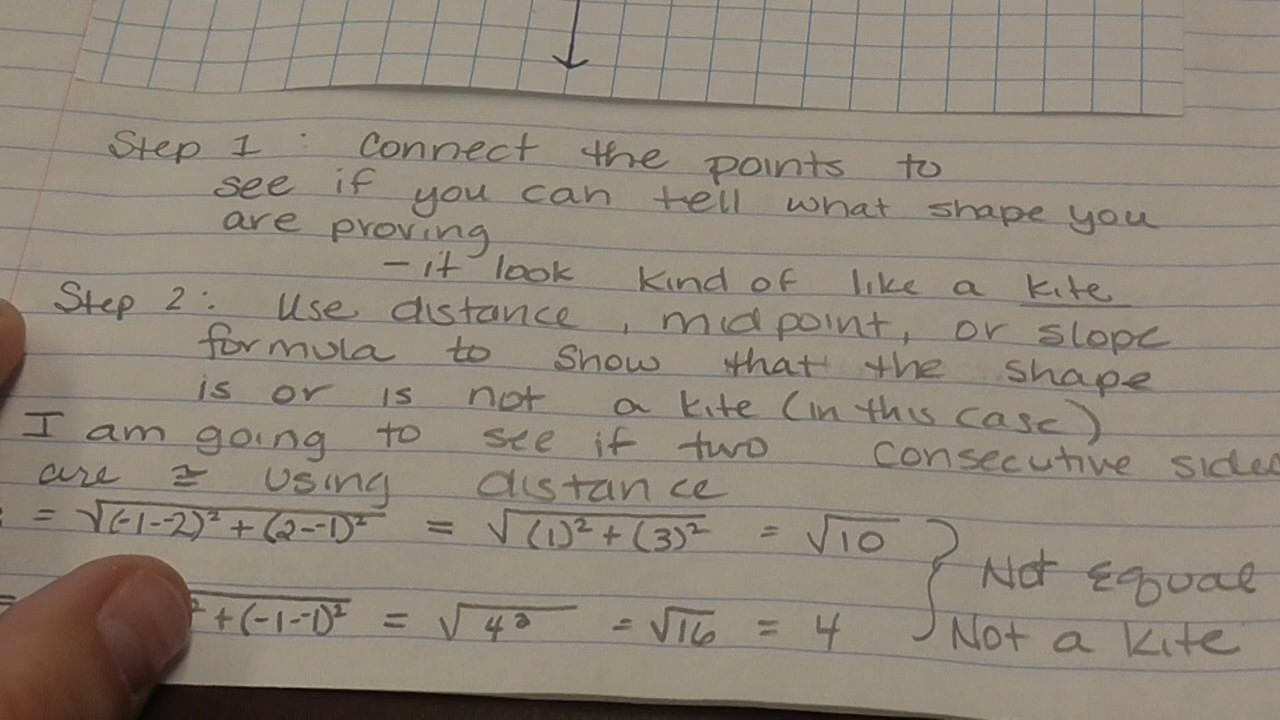 Step 1 : Connect the points to
see if you can tell what shape you
are proving
- it look kind of like a kite
Step 2: Use distance, midpoint, or slope
formula to show that the shape
is or is not a kite (in this case)
I am going to see if two consecutive sides
are ≅ using distance
= √(-1--2)² + (2--1)² = √(1)² + (3)² = √10 } Not Equal
= ² + (-1--1)² = √4² = √16 = 4 Not a kite